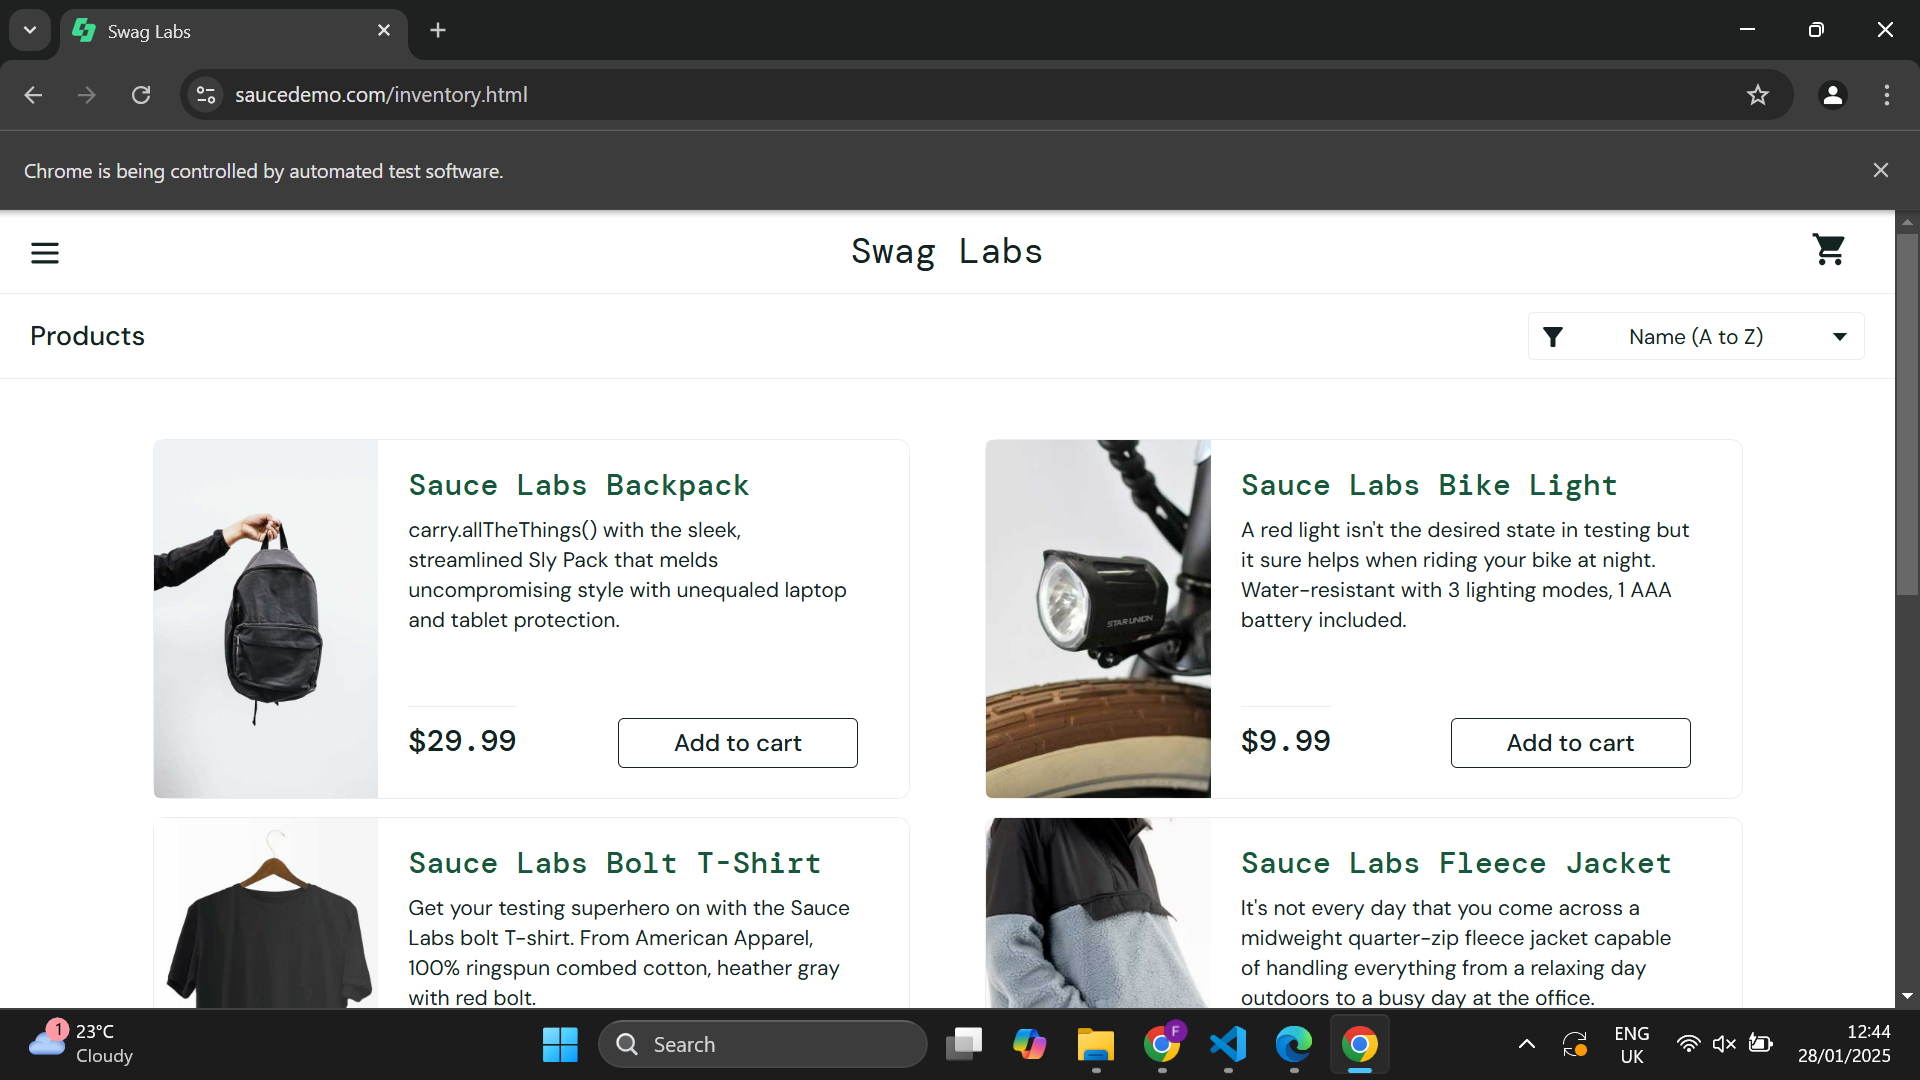 Swag Labs
saucedemo.com/inventory.html
Chrome is being controlled by automated test software.
Swag Labs
Products
Name (A to Z)
Sauce Labs Backpack
carry.allTheThings() with the sleek,
streamlined Sly Pack that melds
uncompromising style with unequaled laptop
and tablet protection.
$29.99
Add to cart
STAR UNION
Sauce Labs Bike Light
A red light isn't the desired state in testing but
it sure helps when riding your bike at night.
Water-resistant with 3 lighting modes, 1 AAA
battery included.
$9.99
Add to cart
Sauce Labs Bolt T-Shirt
Get your testing superhero on with the Sauce
Labs bolt T-shirt. From American Apparel,
100% ringspun combed cotton, heather gray
with red bolt.
Sauce Labs Fleece Jacket
It's not every day that you come across a
midweight quarter-zip fleece jacket capable
of handling everything from a relaxing day
outdoors to a busy day at the office.
1
23°C
Cloudy
Search
F
ENG
UK
12:44
28/01/2025